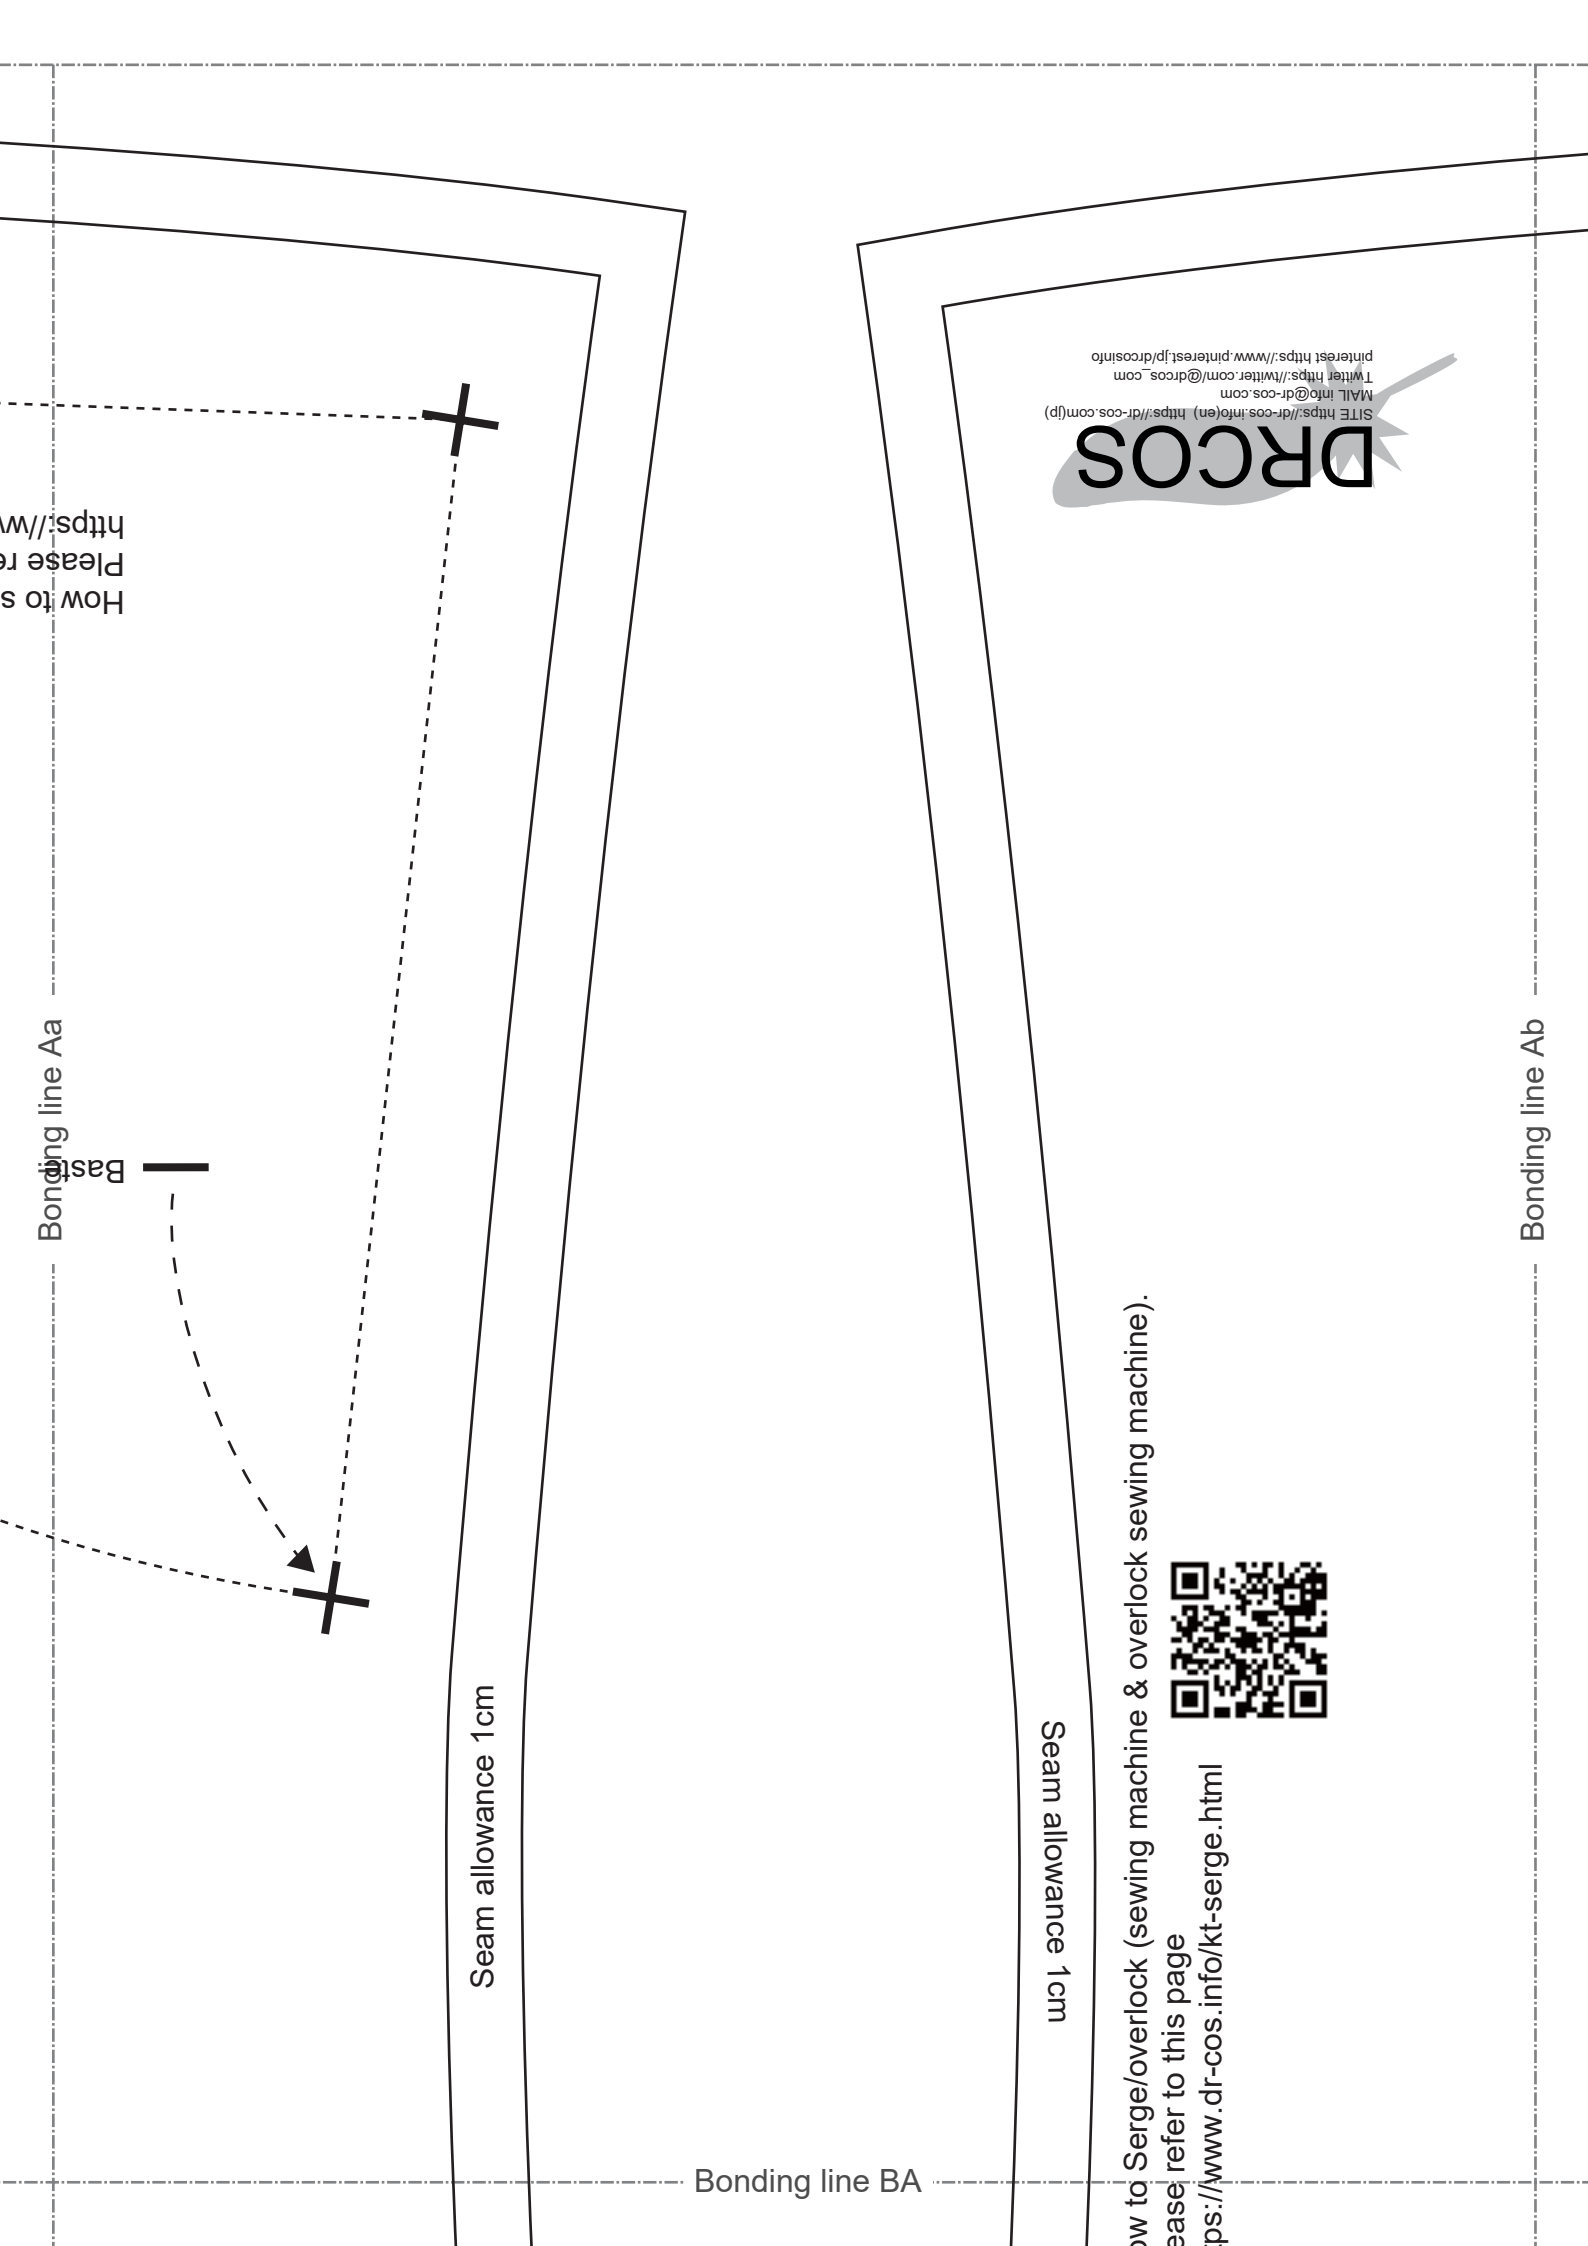 DRCOS
SITE https://dr-cos.info(en) https://dr-cos.com(jp)
MAIL info@dr-cos.com
Twitter https://twitter.com/@drcos_com
pinterest https://www.pinterest.jp/drcosinfo
How to s
Please re
https://ww
Bonding line Aa
Baste
Bonding line Ab
Seam allowance 1cm
Seam allowance 1cm
ow to Serge/overlock (sewing machine & overlock sewing machine).
ease refer to this page
tps://www.dr-cos.info/kt-serge.html
Bonding line BA